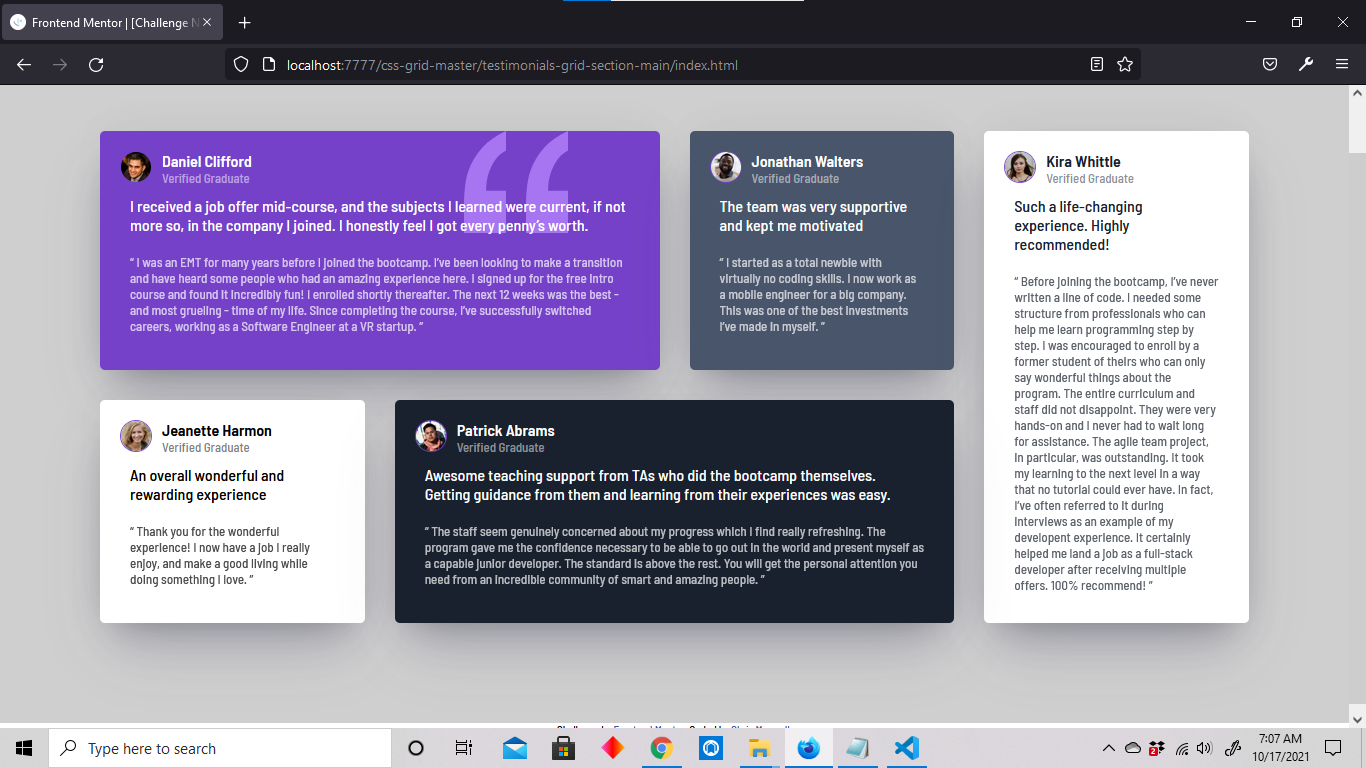 Frontend Mentor | [Challenge N
localhost:7777/css-grid-master/testimonials-grid-section-main/index.html
Daniel Clifford
Verified Graduate
I received a job offer mid-course, and the subjects I learned were current, if not
more so, in the company I joined. I honestly feel I got every penny’s worth.
“ I was an EMT for many years before I joined the bootcamp. I’ve been looking to make a transition
and have heard some people who had an amazing experience here. I signed up for the free intro
course and found it incredibly fun! I enrolled shortly thereafter. The next 12 weeks was the best -
and most grueling - time of my life. Since completing the course, I’ve successfully switched
careers, working as a Software Engineer at a VR startup. ”
Jonathan Walters
Verified Graduate
The team was very supportive
and kept me motivated
“ I started as a total newbie with
virtually no coding skills. I now work as
a mobile engineer for a big company.
This was one of the best investments
I’ve made in myself. ”
Kira Whittle
Verified Graduate
Such a life-changing
experience. Highly
recommended!
“ Before joining the bootcamp, I’ve never
written a line of code. I needed some
structure from professionals who can
help me learn programming step by
step. I was encouraged to enroll by a
former student of theirs who can only
say wonderful things about the
program. The entire curriculum and
staff did not disappoint. They were very
hands-on and I never had to wait long
for assistance. The agile team project,
in particular, was outstanding. It took
my learning to the next level in a way
that no tutorial could ever have. In fact,
I’ve often referred to it during
interviews as an example of my
developent experience. It certainly
helped me land a job as a full-stack
developer after receiving multiple
offers. 100% recommend! ”
Jeanette Harmon
Verified Graduate
An overall wonderful and
rewarding experience
“ Thank you for the wonderful
experience! I now have a job I really
enjoy, and make a good living while
doing something I love. ”
Patrick Abrams
Verified Graduate
Awesome teaching support from TAs who did the bootcamp themselves.
Getting guidance from them and learning from their experiences was easy.
“ The staff seem genuinely concerned about my progress which I find really refreshing. The
program gave me the confidence necessary to be able to go out in the world and present myself as
a capable junior developer. The standard is above the rest. You will get the personal attention you
need from an incredible community of smart and amazing people. ”
Type here to search
2
7:07 AM
10/17/2021